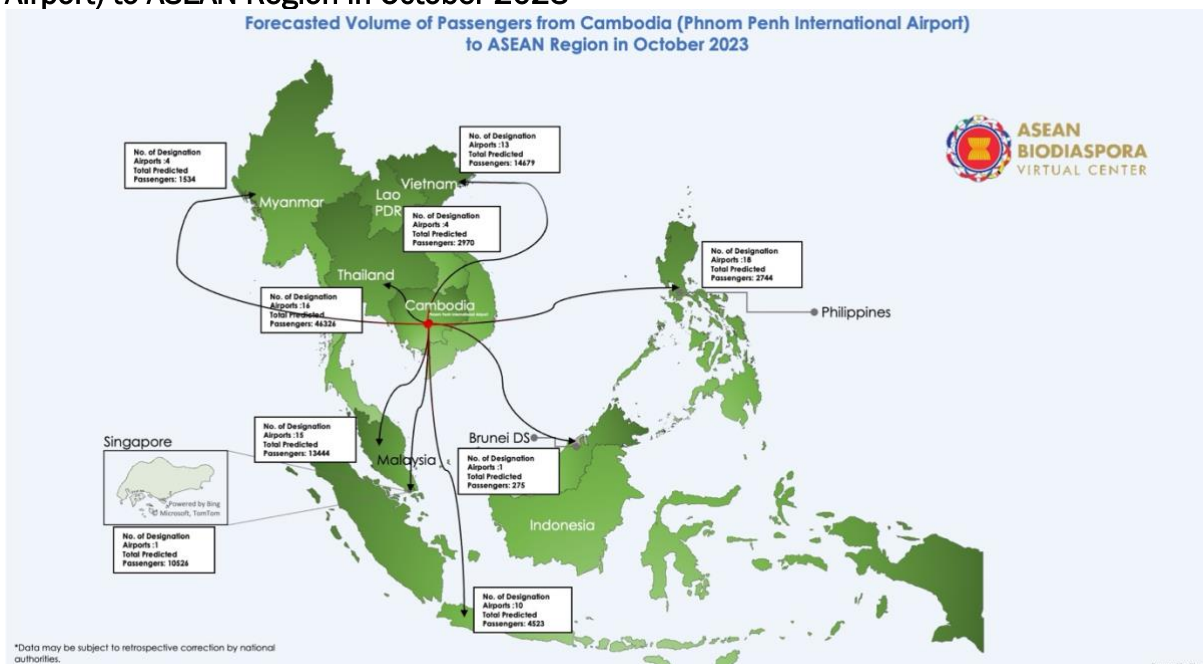 Airport) to ASEAN Region in October 2023
Forecasted Volume of Passengers from Cambodia (Phnom Penh International Airport)
to ASEAN Region in October 2023
ASEAN
BIODIASPORA
VIRTUAL CENTER
No. of Designation
Airports :4
Total Predicted
Passengers: 1534
No. of Designation
Airports :13
Total Predicted
Passengers: 14679
Myanmar
Vietnam
Lao
PDR
No. of Designation
Airports :4
Total Predicted
Passengers: 2970
No. of Designation
Airports :18
Total Predicted
Passengers: 2744
Thailand
Cambodia
Phnom Penh International Airport
No. of Designation
Airports :16
Total Predicted
Passengers: 46326
Philippines
No. of Designation
Airports :15
Total Predicted
Passengers: 13444
Singapore
Malaysia
Brunei DS
No. of Designation
Airports :1
Total Predicted
Passengers: 275
Powered by Bing
© Microsoft, TomTom
Indonesia
No. of Designation
Airports :1
Total Predicted
Passengers: 10526
No. of Designation
Airports :10
Total Predicted
Passengers: 4523
*Data may be subject to retrospective correction by national
authorities.